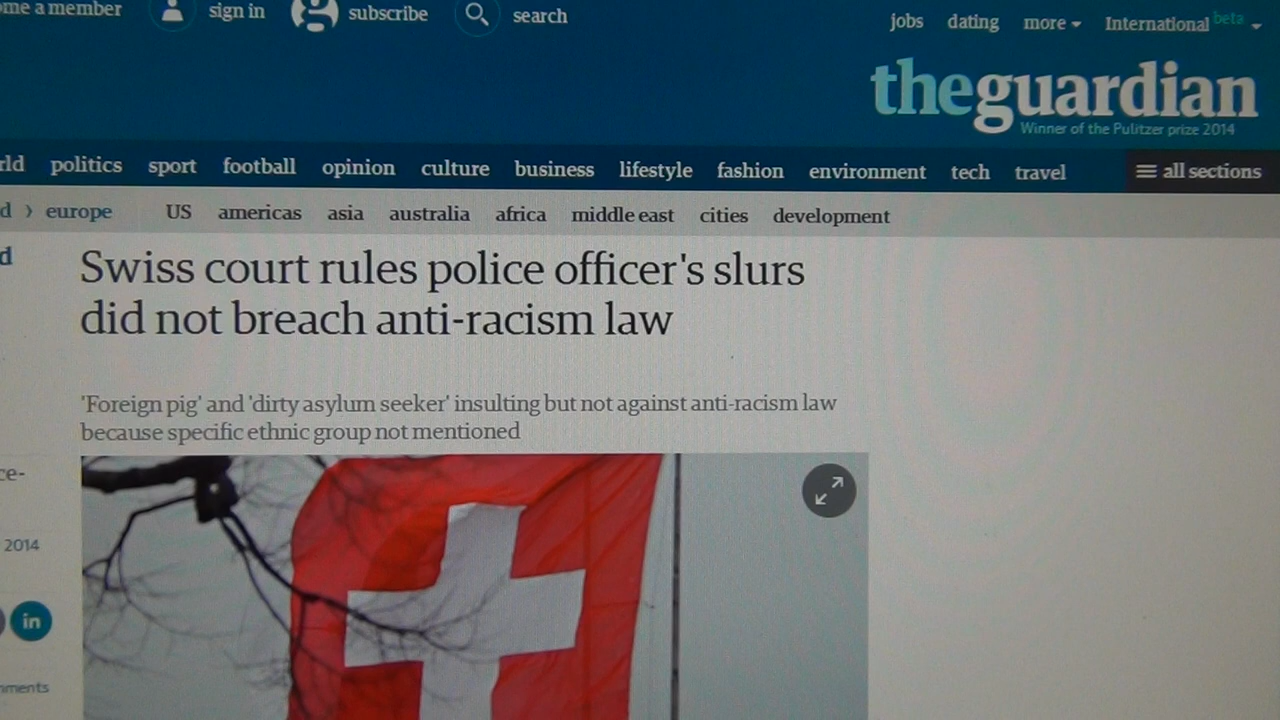 me a member
sign in
subscribe
search
jobs dating more International beta
theguardian
Winner of the Pulitzer prize 2014
rld politics sport football opinion culture business lifestyle fashion environment tech travel all sections
d > europe US americas asia australia africa middle east cities development
d
Swiss court rules police officer's slurs
did not breach anti-racism law
'Foreign pig' and 'dirty asylum seeker' insulting but not against anti-racism law
because specific ethnic group not mentioned
ce-
2014
in
nments